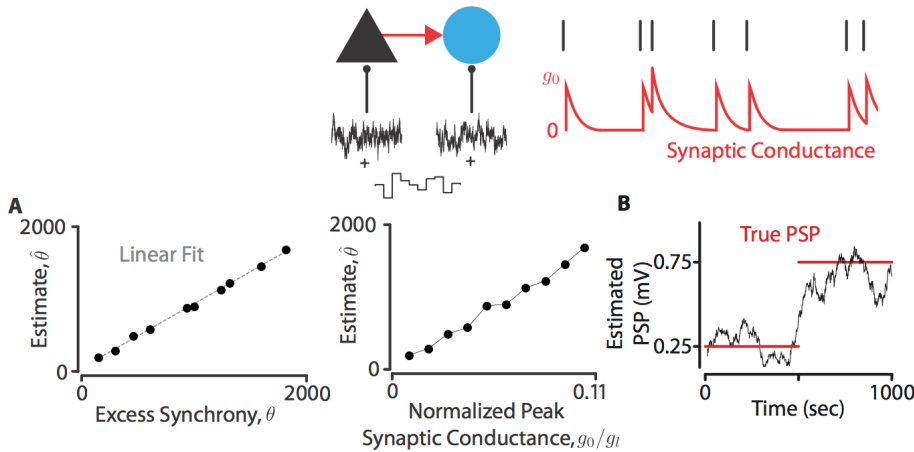 g₀
0
Synaptic Conductance
+
+
A
2000
Linear Fit
Estimate, θ̂
0
0
2000
Excess Synchrony, θ
2000
Estimate, θ̂
0
0
0.11
Normalized Peak
Synaptic Conductance, g₀/gₗ
B
True PSP
0.75
0.25
Estimated
PSP (mV)
0
1000
Time (sec)